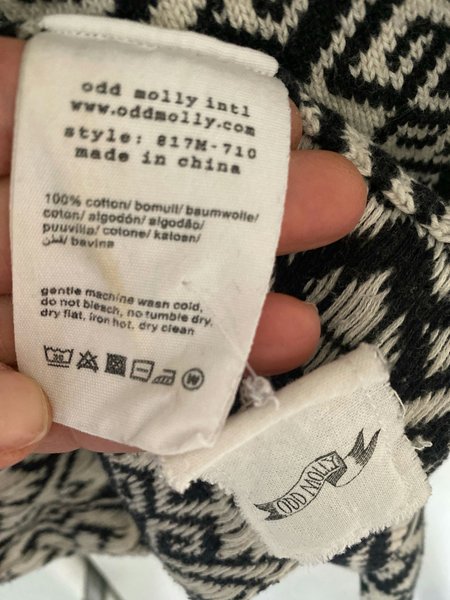 odd molly intl
www.oddmolly.com
style: 817M-710
made in china
100% cotton/ bomull/ baumwolle/
coton/ algodón/ algodão/
puuvilla/ cotone/ katoan/
قطن/ bavlna
gentle machine wash cold,
do not bleach, no tumble dry,
dry flat, iron hot, dry clean
30
W
ODD MOLLY